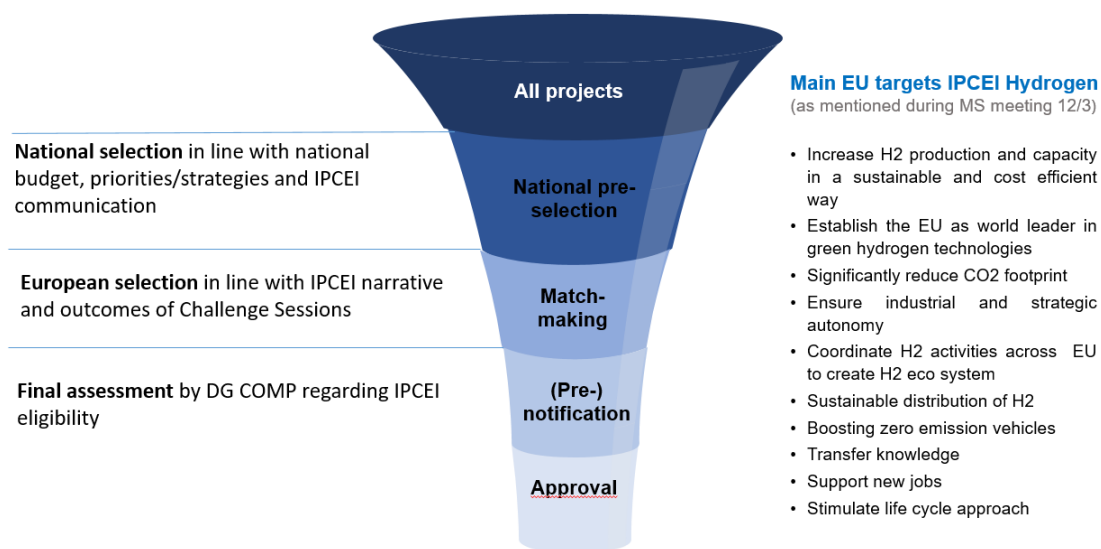 All projects
National selection in line with national
budget, priorities/strategies and IPCEI
communication
National pre-
selection
European selection in line with IPCEI narrative
and outcomes of Challenge Sessions
Match-
making
Final assessment by DG COMP regarding IPCEI
eligibility
(Pre-)
notification
Approval
Main EU targets IPCEI Hydrogen
(as mentioned during MS meeting 12/3)
• Increase H2 production and capacity
in a sustainable and cost efficient
way
• Establish the EU as world leader in
green hydrogen technologies
• Significantly reduce CO2 footprint
• Ensure industrial and strategic
autonomy
• Coordinate H2 activities across EU
to create H2 eco system
• Sustainable distribution of H2
• Boosting zero emission vehicles
• Transfer knowledge
• Support new jobs
• Stimulate life cycle approach